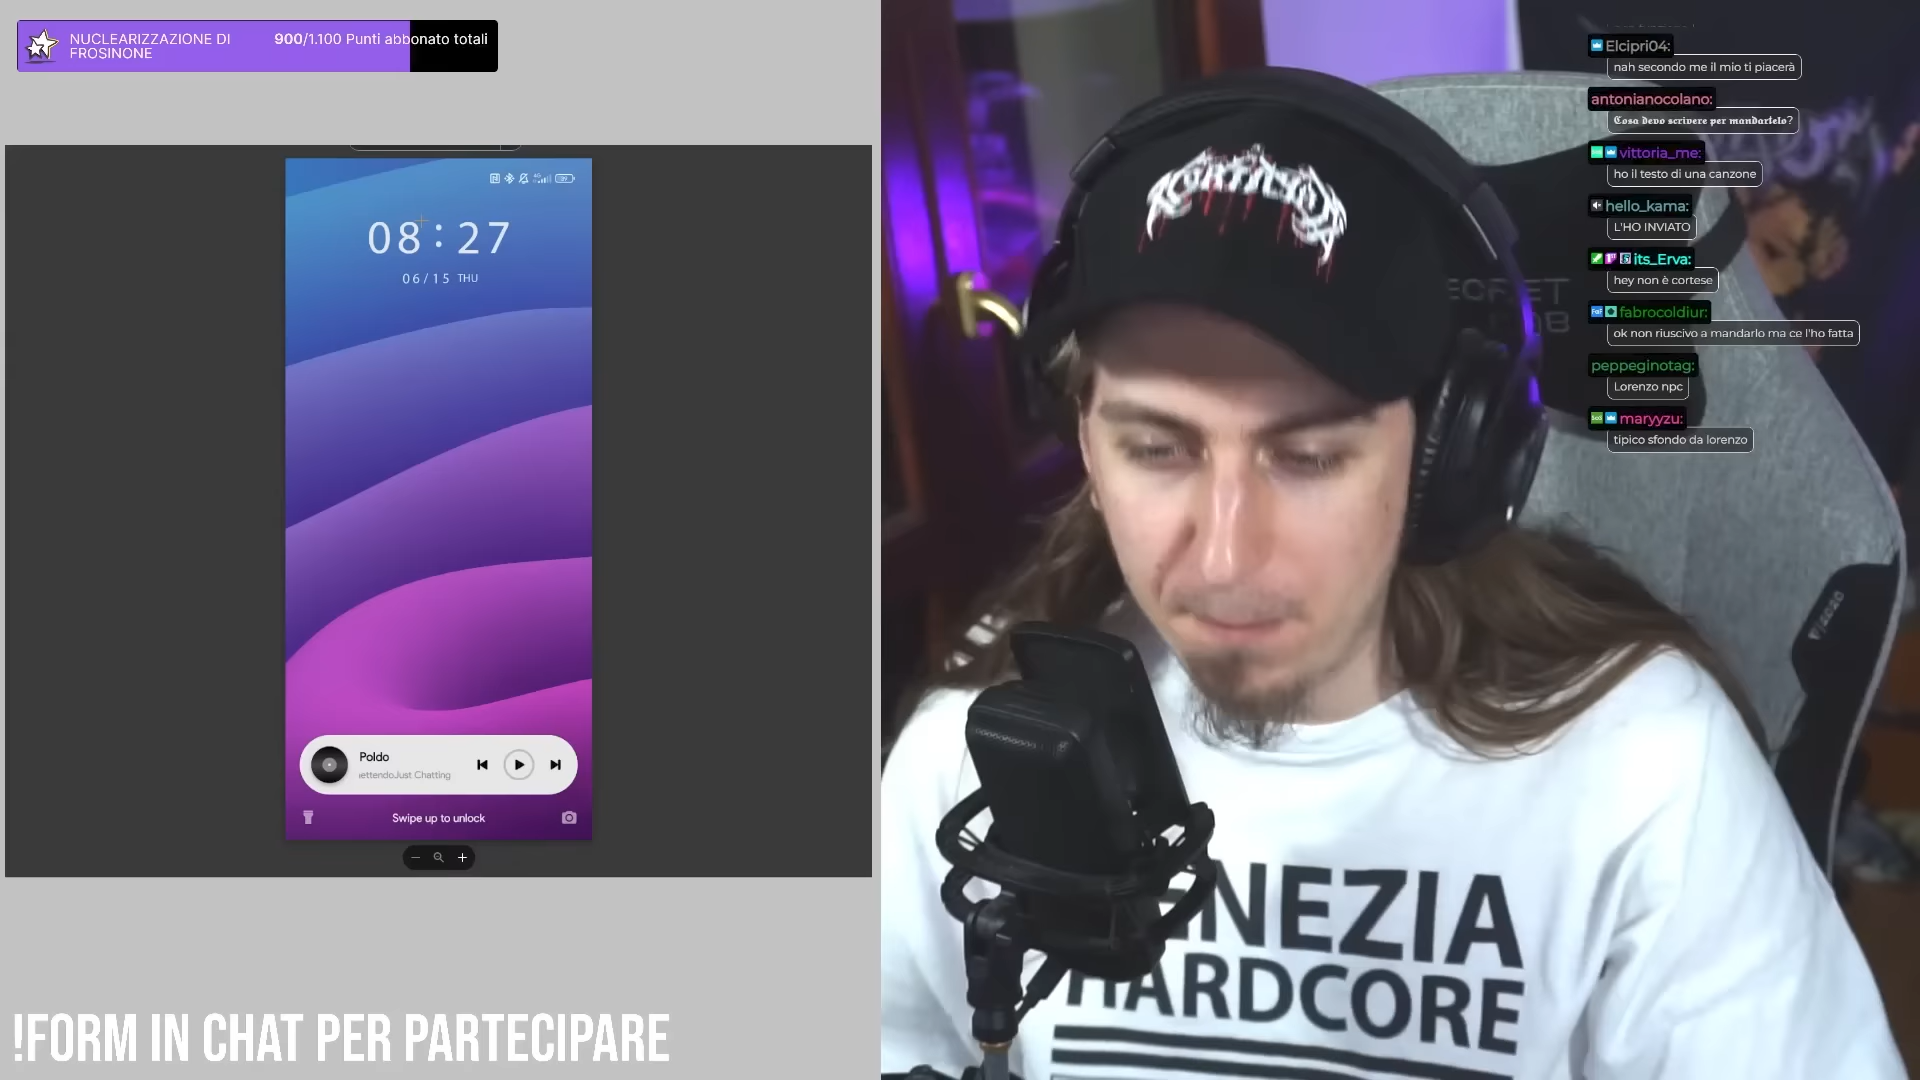 NUCLEARIZZAZIONE DI
FROSINONE
900/1.100 Punti abbonato totali
08:27
06/15 THU
Poldo
ettendoJust Chatting
Swipe up to unlock
!FORM IN CHAT PER PARTECIPARE
NEZIA
HARDCORE
Elcipri04:
nah secondo me il mio ti piacerà
antonianocolano:
𝕮𝖔𝖘𝖆 𝖉𝖊𝖛𝖔 𝖘𝖈𝖗𝖎𝖛𝖊𝖗𝖊 𝖕𝖊𝖗 𝖒𝖆𝖓𝖉𝖆𝖗𝖙𝖊𝖑𝖔?
vittoria_me:
ho il testo di una canzone
hello_kama:
L'HO INVIATO
its_Erva:
hey non è cortese
fabrocoldiur:
ok non riuscivo a mandarlo ma ce l'ho fatta
peppeginotag:
Lorenzo npc
maryyzu:
tipico sfondo da lorenzo